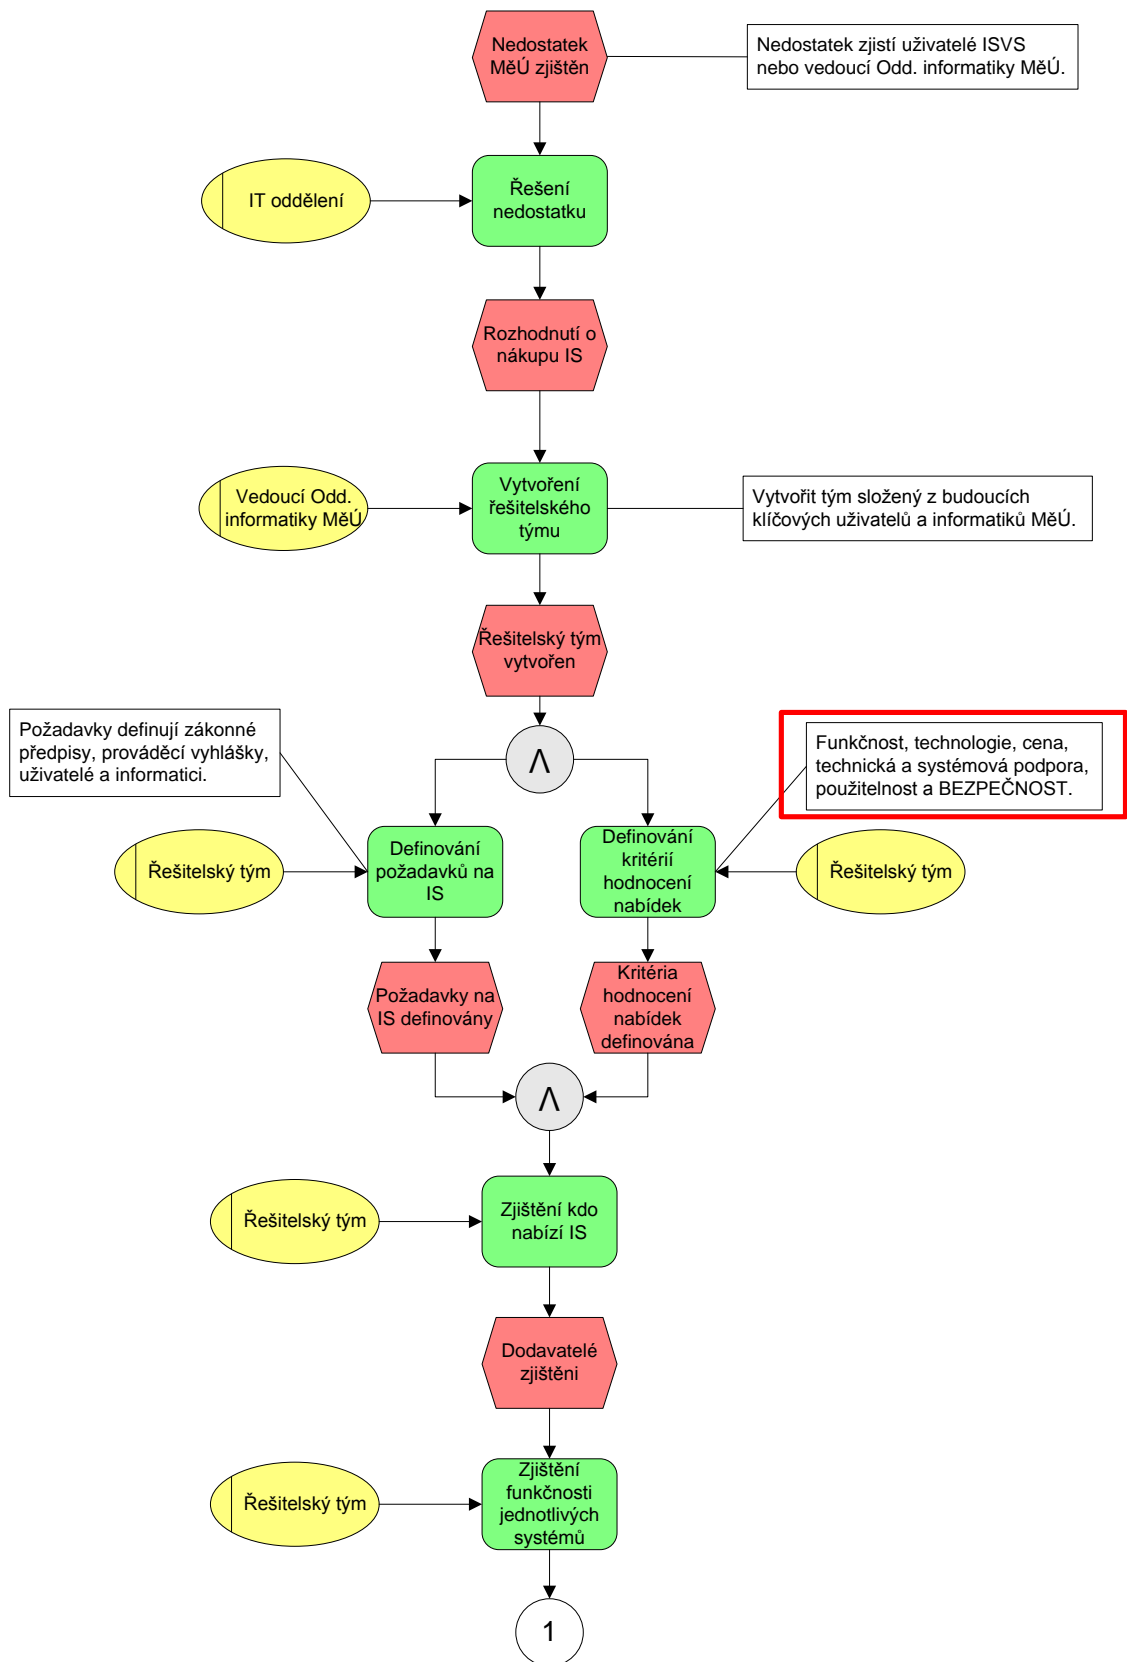 Nedostatek
MěÚ zjištěn
Nedostatek zjistí uživatelé ISVS
nebo vedoucí Odd. informatiky MěÚ.
IT oddělení
Řešení
nedostatku
Rozhodnutí o
nákupu IS
Vedoucí Odd.
informatiky MěÚ
Vytvoření
řešitelského
týmu
Vytvořit tým složený z budoucích
klíčových uživatelů a informatiků MěÚ.
Řešitelský tým
vytvořen
Požadavky definují zákonné
předpisy, prováděcí vyhlášky,
uživatelé a informatici.
Λ
Funkčnost, technologie, cena,
technická a systémová podpora,
použitelnost a BEZPEČNOST.
Řešitelský tým
Definování
požadavků na
IS
Definování
kritérií
hodnocení
nabídek
Řešitelský tým
Požadavky na
IS definovány
Kritéria
hodnocení
nabídek
definována
Λ
Řešitelský tým
Zjištění kdo
nabízí IS
Dodavatelé
zjištěni
Řešitelský tým
Zjištění
funkčnosti
jednotlivých
systémů
1